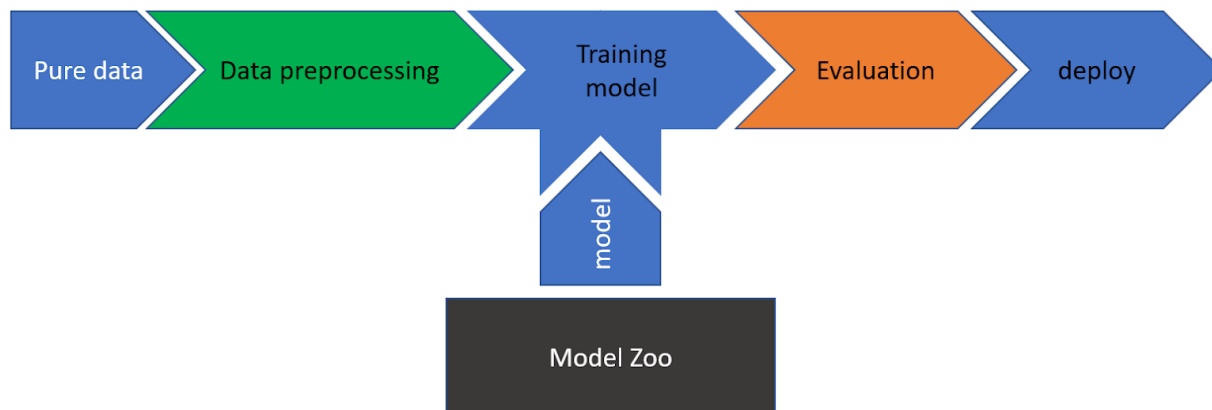 Pure data
Data preprocessing
Training
model
Evaluation
deploy
model
Model Zoo